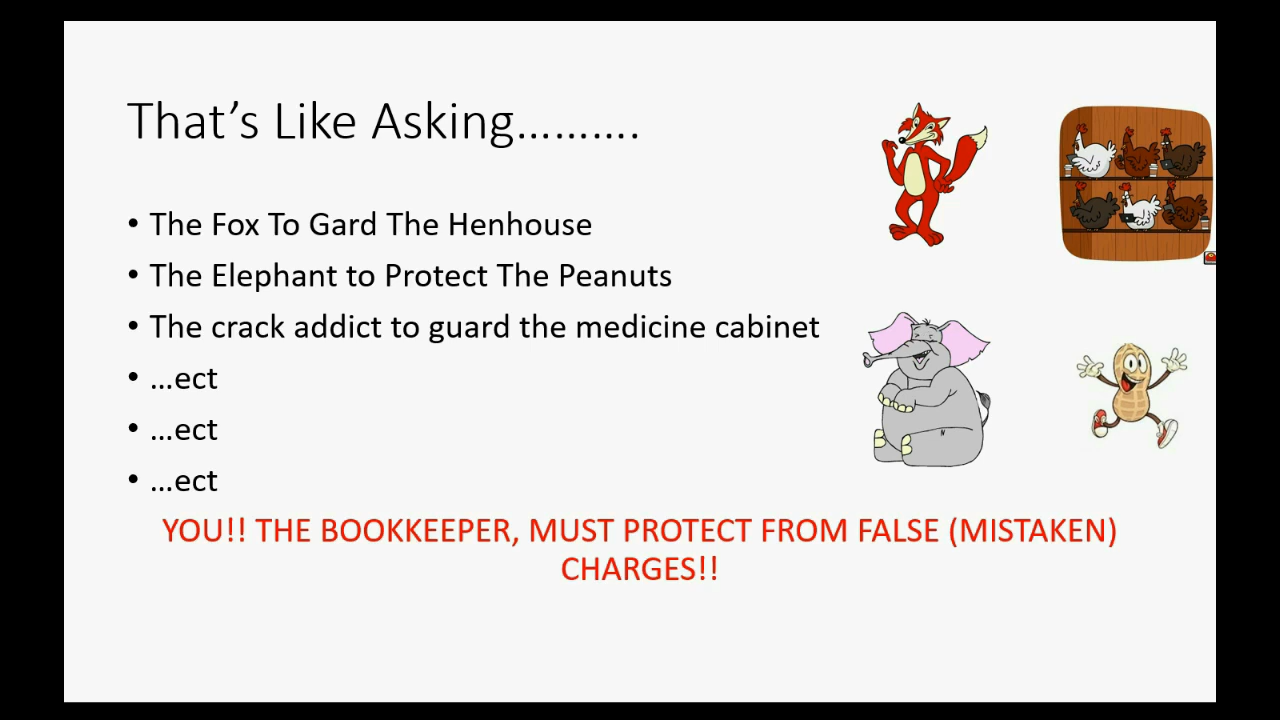 That's Like Asking……….
• The Fox To Gard The Henhouse
• The Elephant to Protect The Peanuts
• The crack addict to guard the medicine cabinet
• …ect
• …ect
• …ect
YOU!! THE BOOKKEEPER, MUST PROTECT FROM FALSE (MISTAKEN)
CHARGES!!